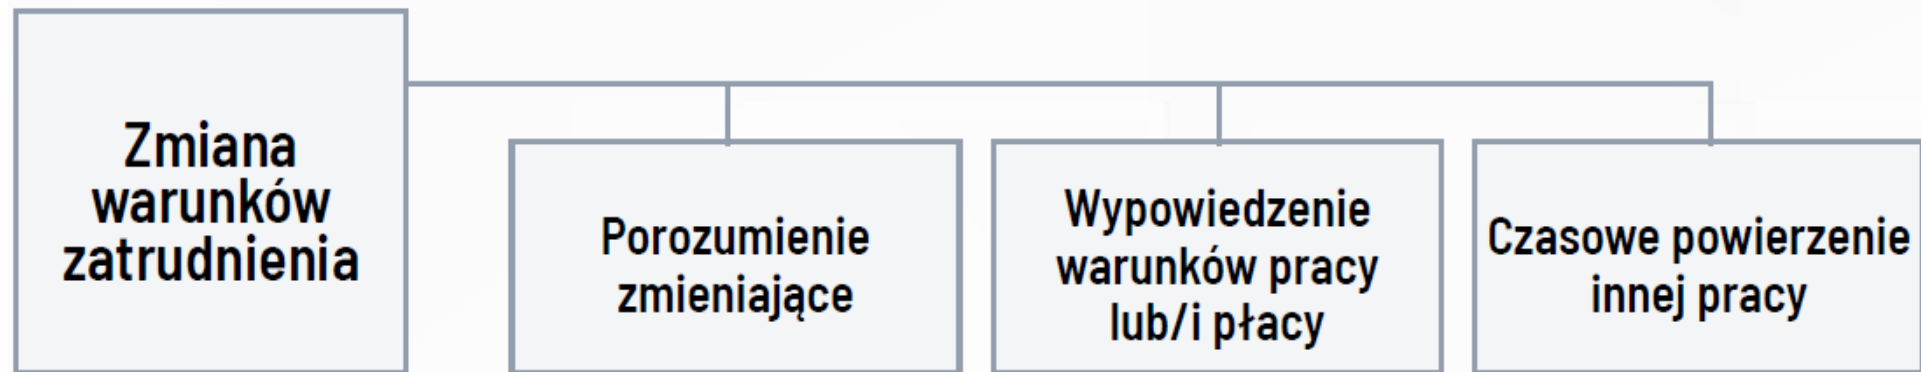 Zmiana
warunków
zatrudnienia
Porozumienie
zmieniające
Wypowiedzenie
warunków pracy
lub/i płacy
Czasowe powierzenie
innej pracy